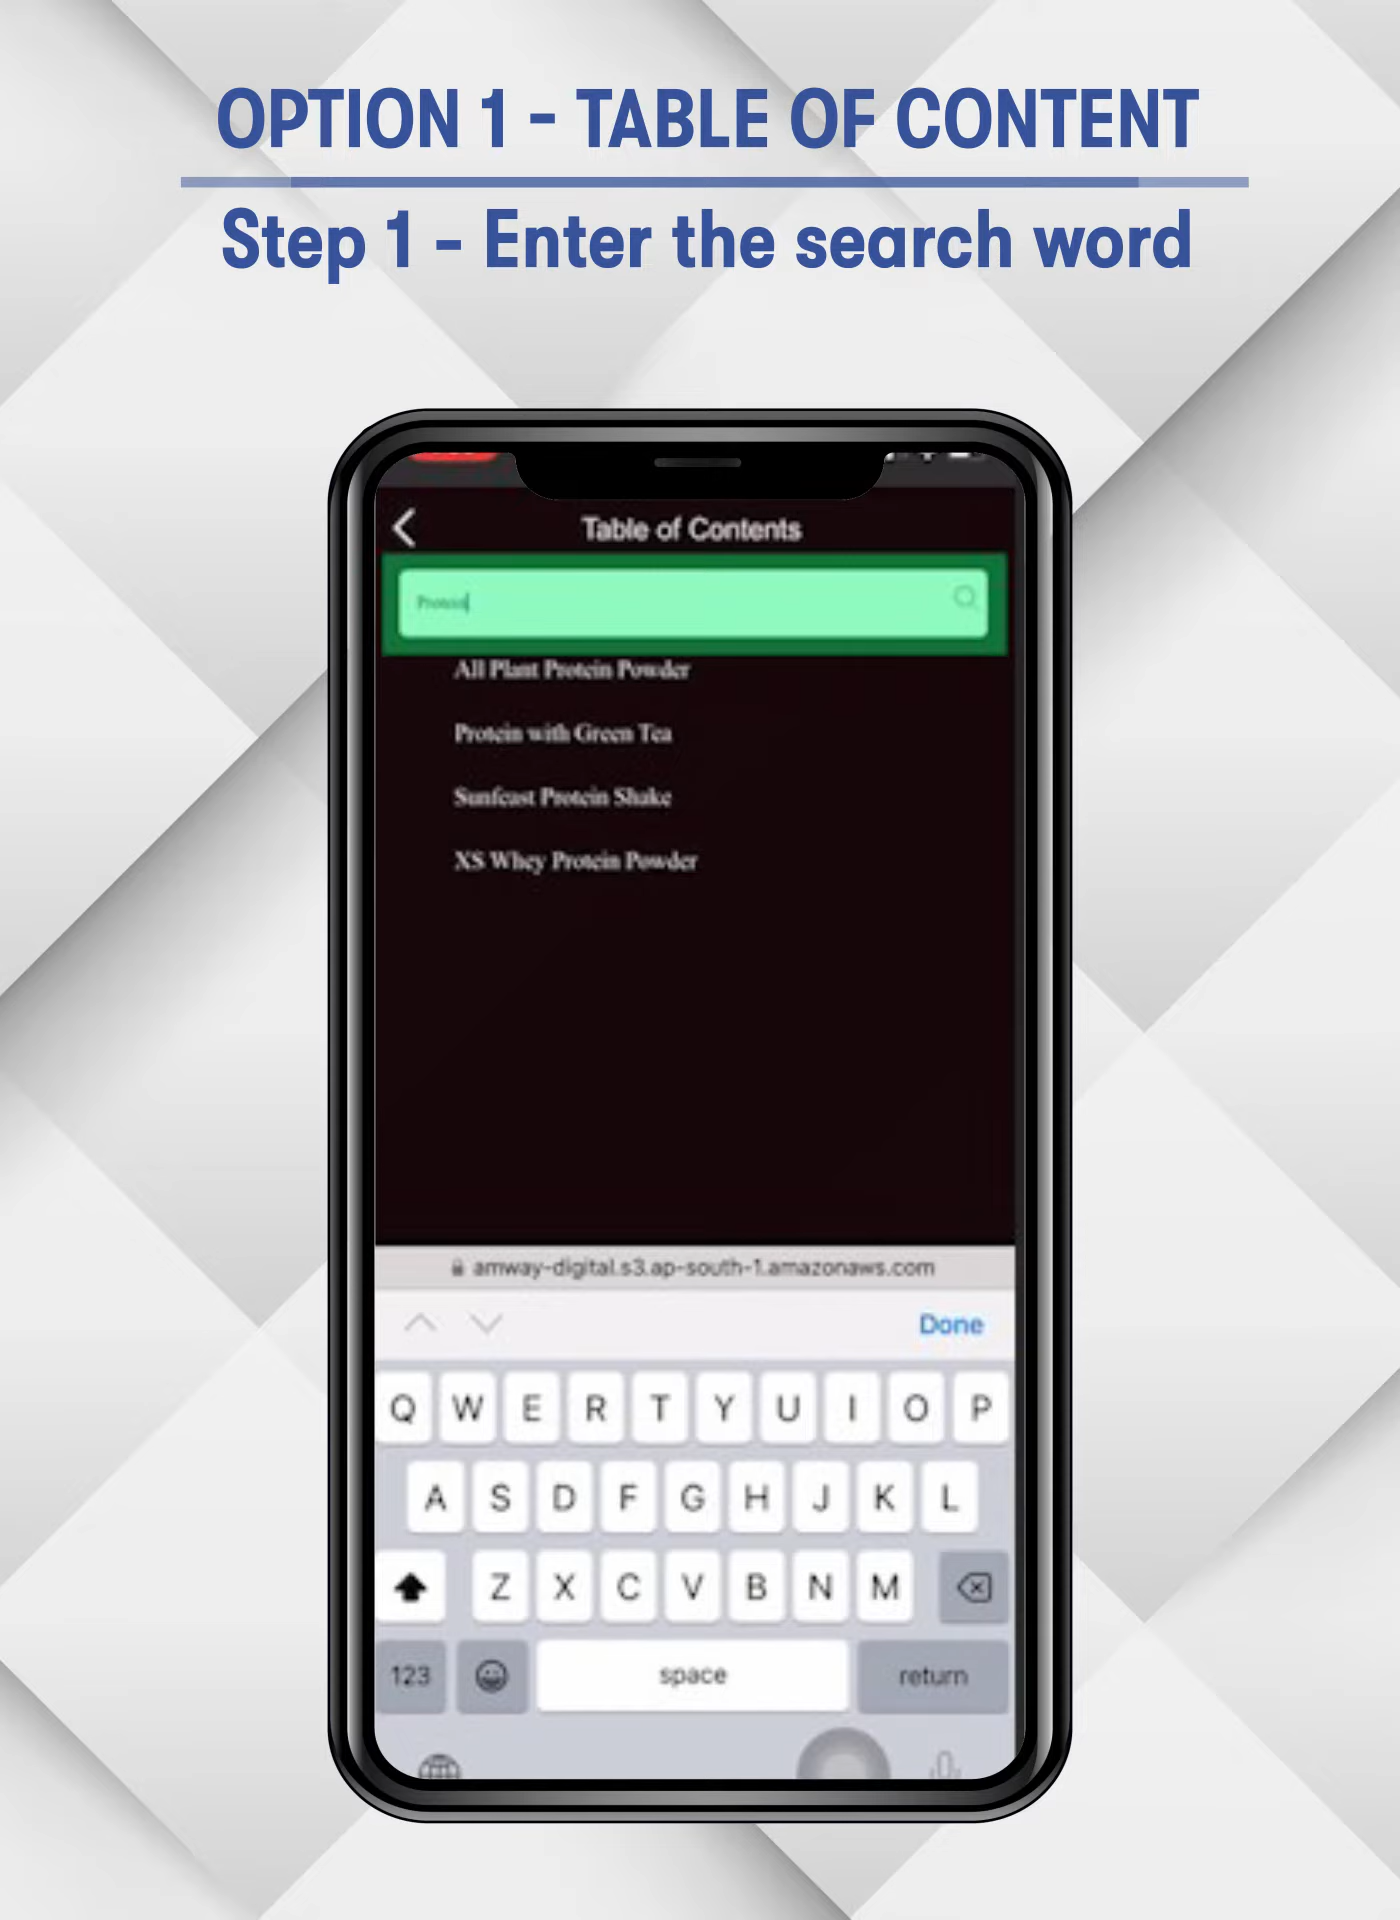 OPTION 1 - TABLE OF CONTENT
Step 1 - Enter the search word
Table of Contents
Protein
All Plant Protein Powder
Protein with Green Tea
Sunfeast Protein Shake
XS Whey Protein Powder
amway-digital.s3.ap-south-1.amazonaws.com
Done
Q W E R T Y U I O P
A S D F G H J K L
Z X C V B N M
123 space return